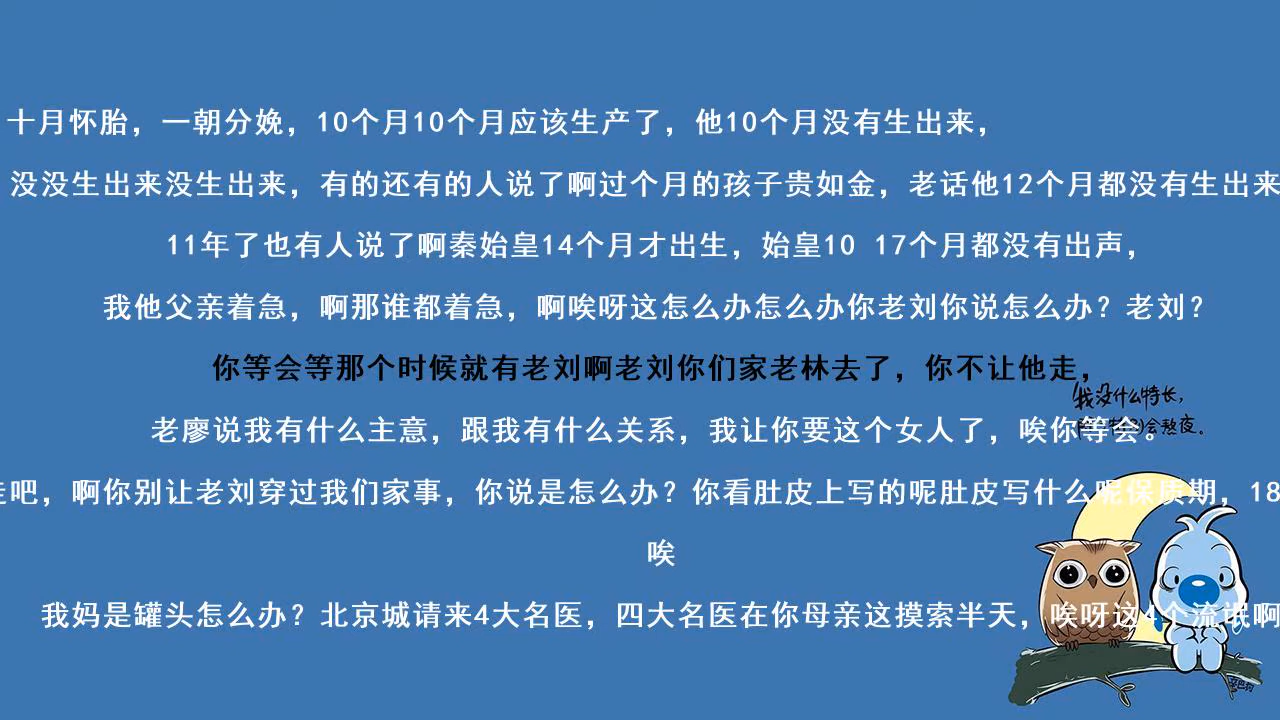 十月怀胎，一朝分娩，10个月10个月应该生产了，他10个月没有生出来，
没没生出来没生出来，有的还有的人说了啊过个月的孩子贵如金，老话他12个月都没有生出来
11年了也有人说了啊秦始皇14个月才出生，始皇10 17个月都没有出声，
我他父亲着急，啊那谁都着急，啊唉呀这怎么办怎么办你老刘你说怎么办？老刘？
你等会等那个时候就有老刘啊老刘你们家老林去了，你不让他走，
我没什么特长，
老廖说我有什么主意，跟我有什么关系，我让你要这个女人了，唉你等会。
会熬夜。
走吧，啊你别让老刘穿过我们家事，你说是怎么办？你看肚皮上写的呢肚皮写什么呢保质期，18
唉
我妈是罐头怎么办？北京城请来4大名医，四大名医在你母亲这摸索半天，唉呀这4个流氓啊